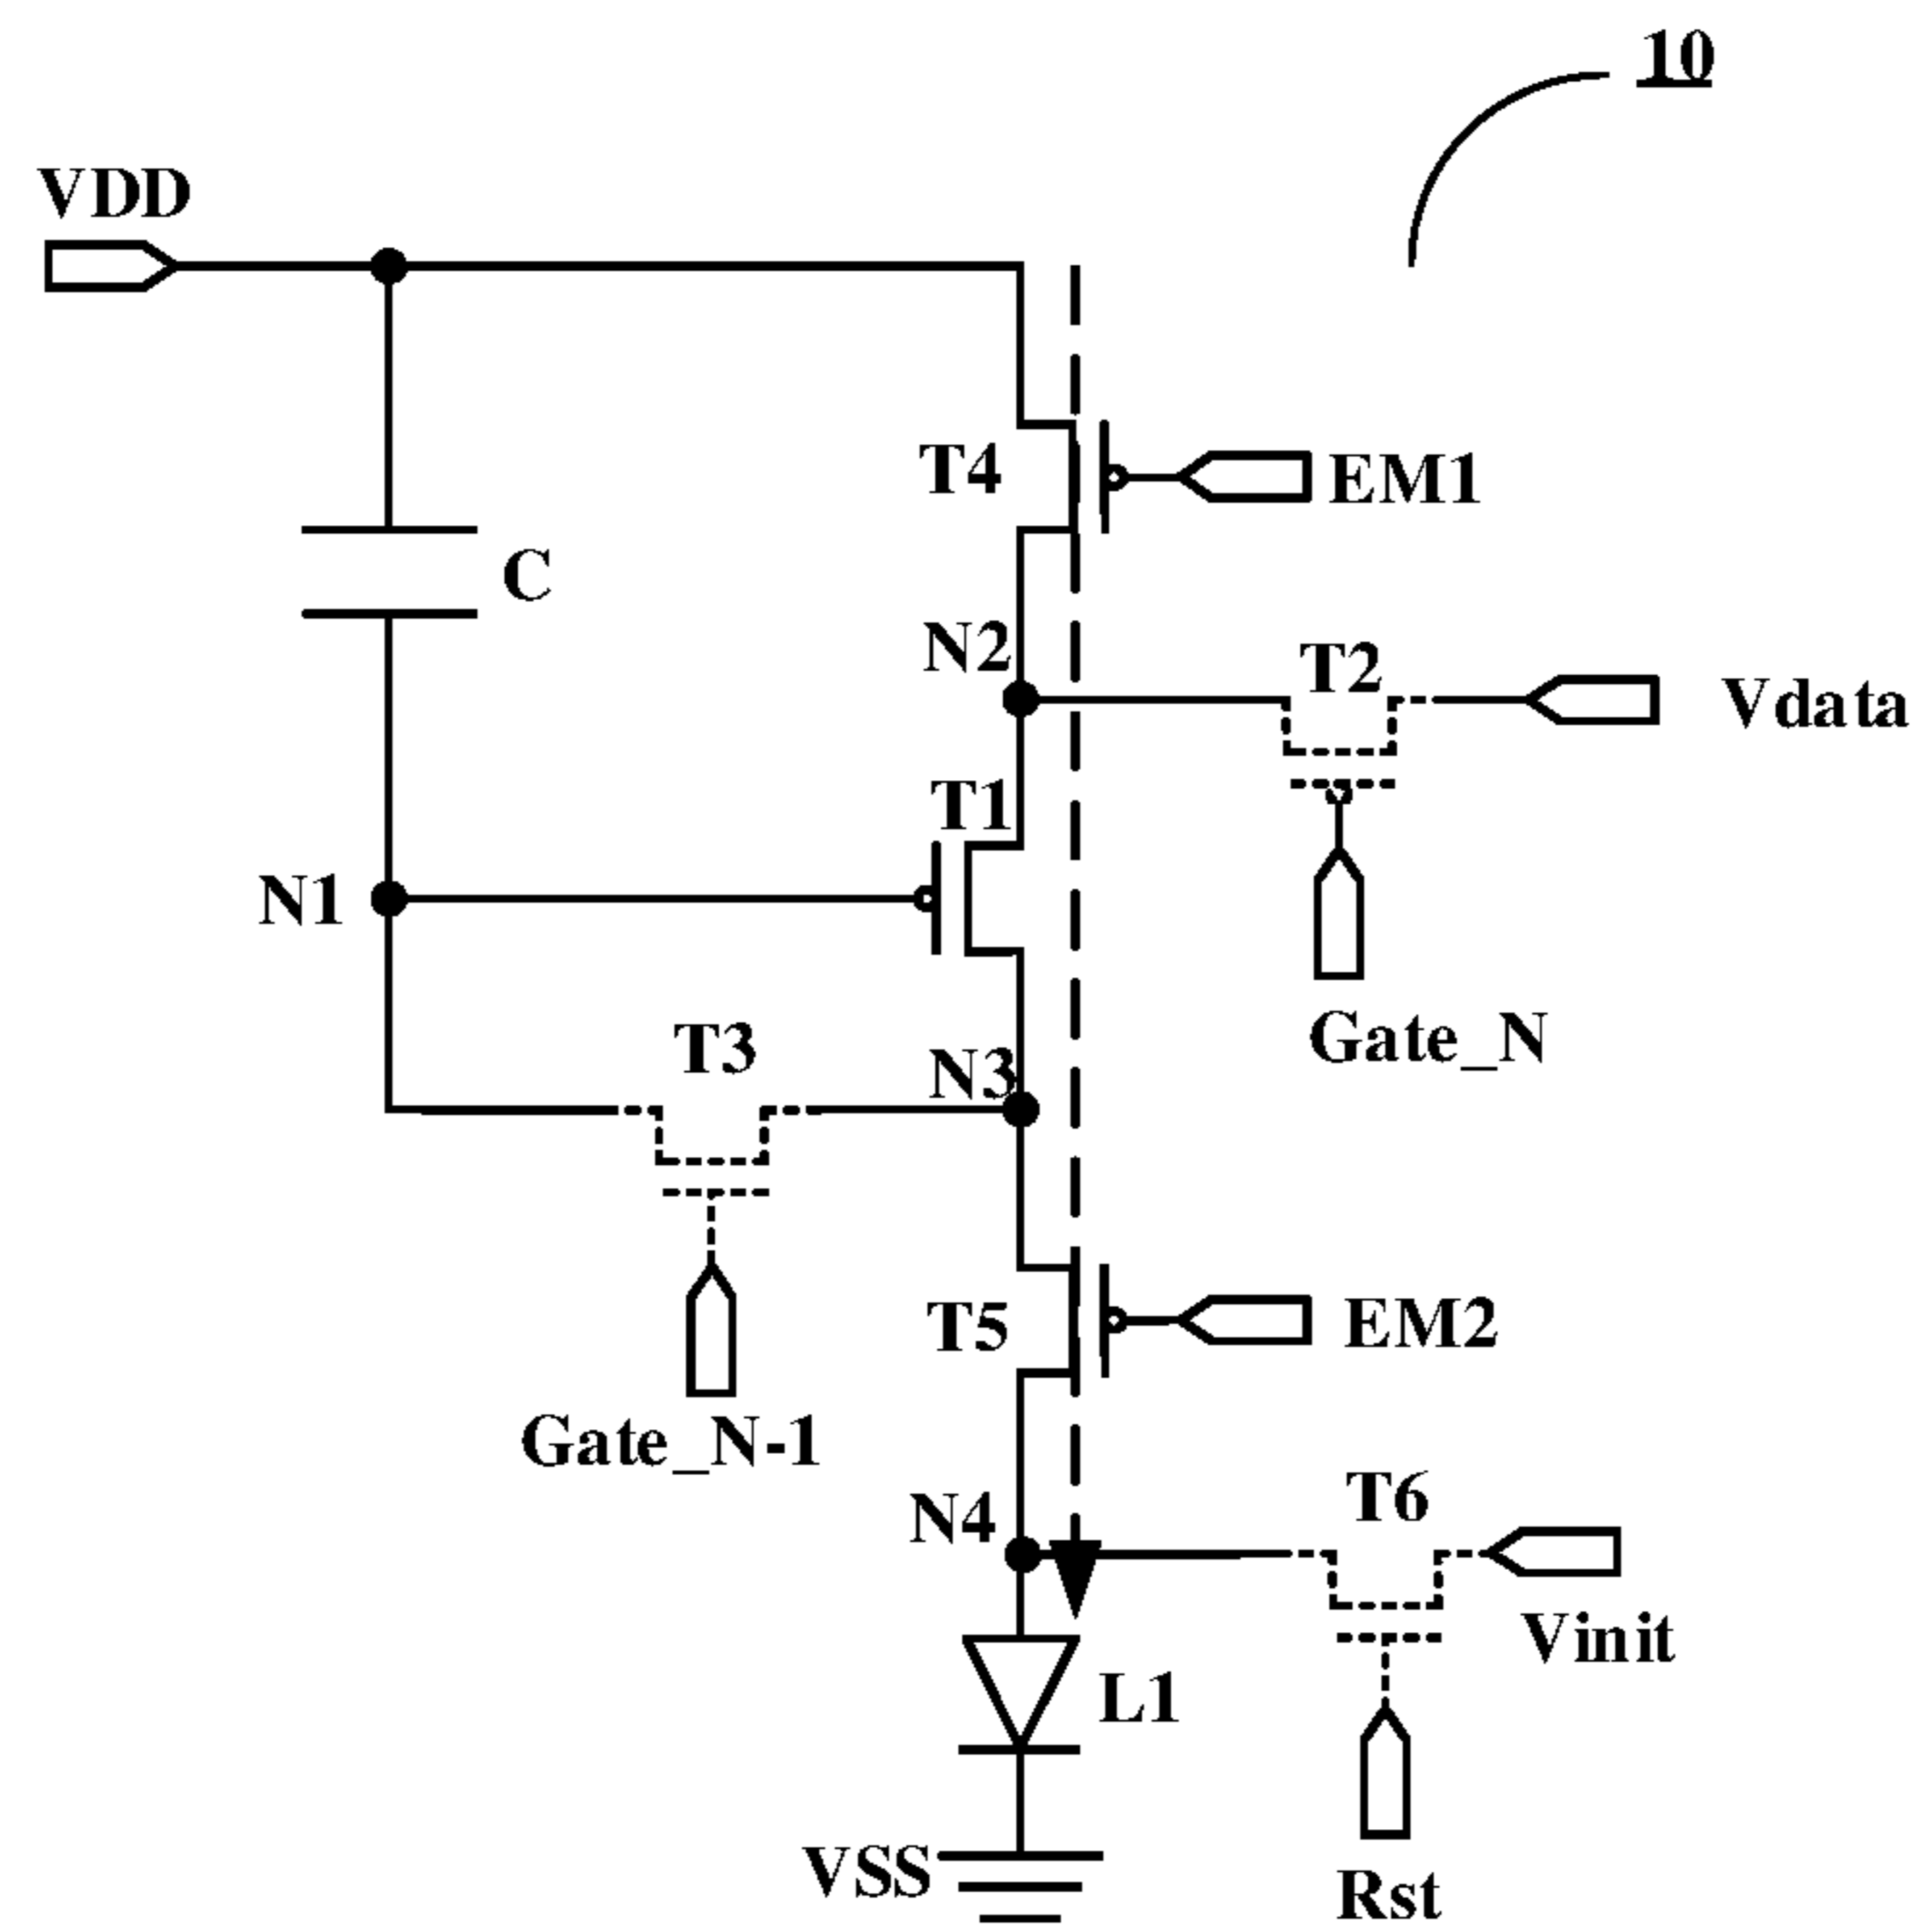 10
VDD
T4
EM1
C
N2
T2
Vdata
T1
N1
Gate_N
T3
N3
T5
EM2
Gate_N-1
N4
T6
Vinit
L1
VSS
Rst